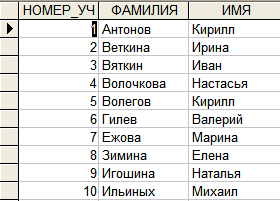 НОМЕР_УЧ ФАМИЛИЯ ИМЯ
1 Антонов Кирилл
2 Веткина Ирина
3 Вяткин Иван
4 Волочкова Настасья
5 Волегов Кирилл
6 Гилев Валерий
7 Ежова Марина
8 Зимина Елена
9 Игошина Наталья
10 Ильиных Михаил